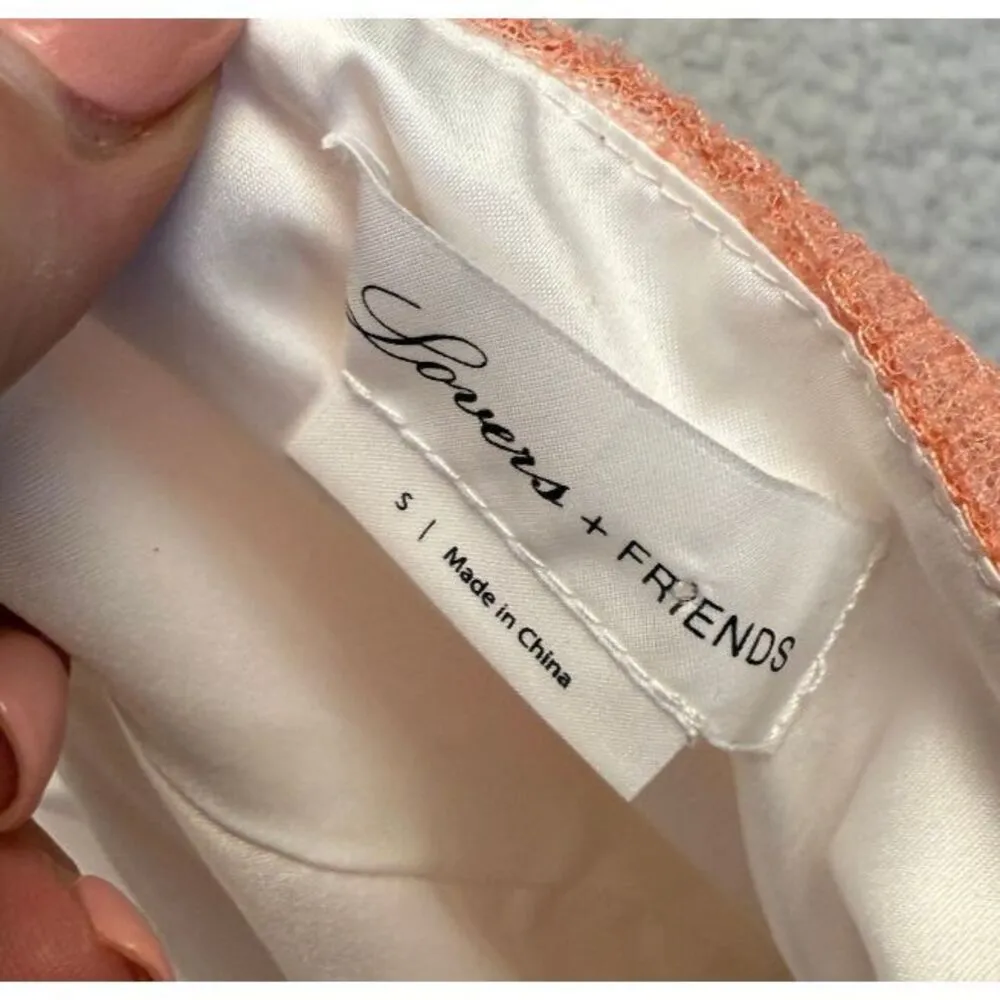 Lovers + FRIENDS
S | Made in China